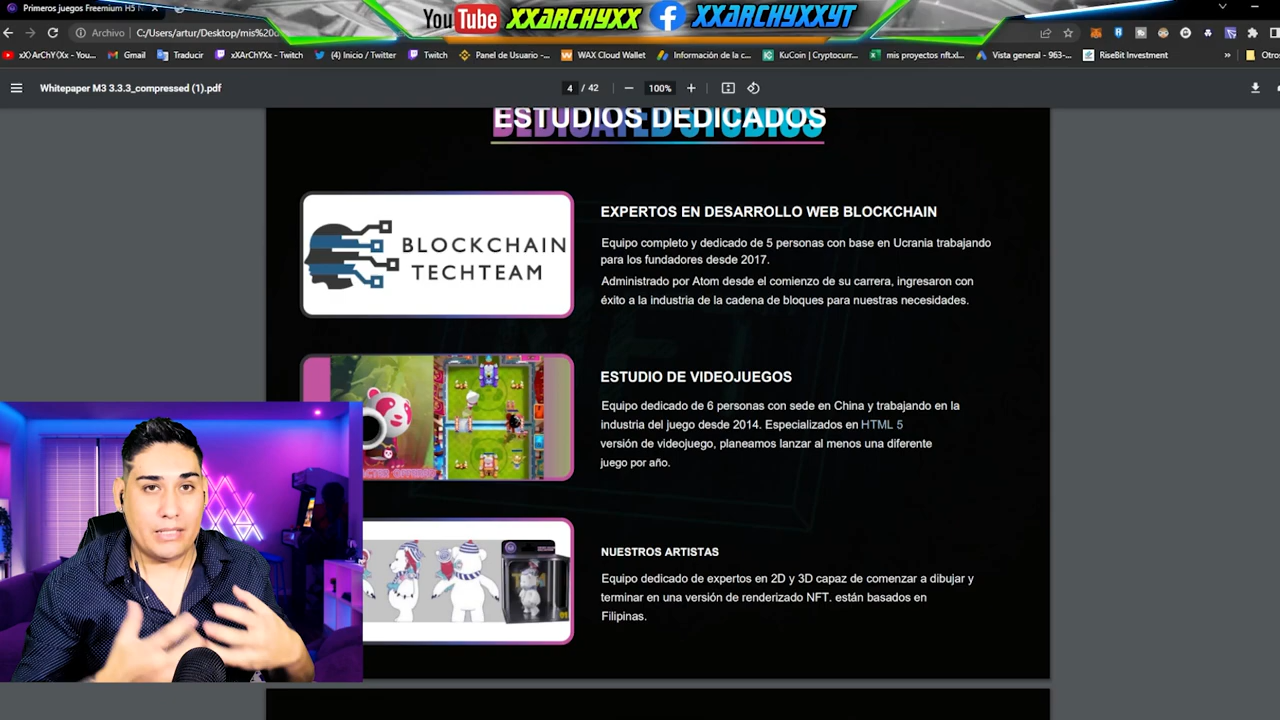 Primeros juegos Freemium H5
YouTube XXARCHYXX XXARCHYXXYT
Archivo C:/Users/artur/Desktop/mis%20
xX ArChY(Xx - You...
Gmail
Traducir
xXArChYXx - Twitch
(4) Inicio / Twitter
Twitch
Panel de Usuario -...
WAX Cloud Wallet
Información de la c...
KuCoin | Cryptocurr...
mis proyectos nft.xl...
Vista general - 963-...
RiseBit Investment
»
Otros
Whitepaper M3 3.3.3_compressed (1).pdf
4 / 42
100%
ESTUDIOS DEDICADOS
DEDICATED STUDIOS
BLOCKCHAIN
TECHTEAM
EXPERTOS EN DESARROLLO WEB BLOCKCHAIN
Equipo completo y dedicado de 5 personas con base en Ucrania trabajando
para los fundadores desde 2017.
Administrado por Atom desde el comienzo de su carrera, ingresaron con
éxito a la industria de la cadena de bloques para nuestras necesidades.
ESTUDIO DE VIDEOJUEGOS
Equipo dedicado de 6 personas con sede en China y trabajando en la
industria del juego desde 2014. Especializados en HTML 5
versión de videojuego, planeamos lanzar al menos una diferente
juego por año.
NUESTROS ARTISTAS
Equipo dedicado de expertos en 2D y 3D capaz de comenzar a dibujar y
terminar en una versión de renderizado NFT. están basados en
Filipinas.